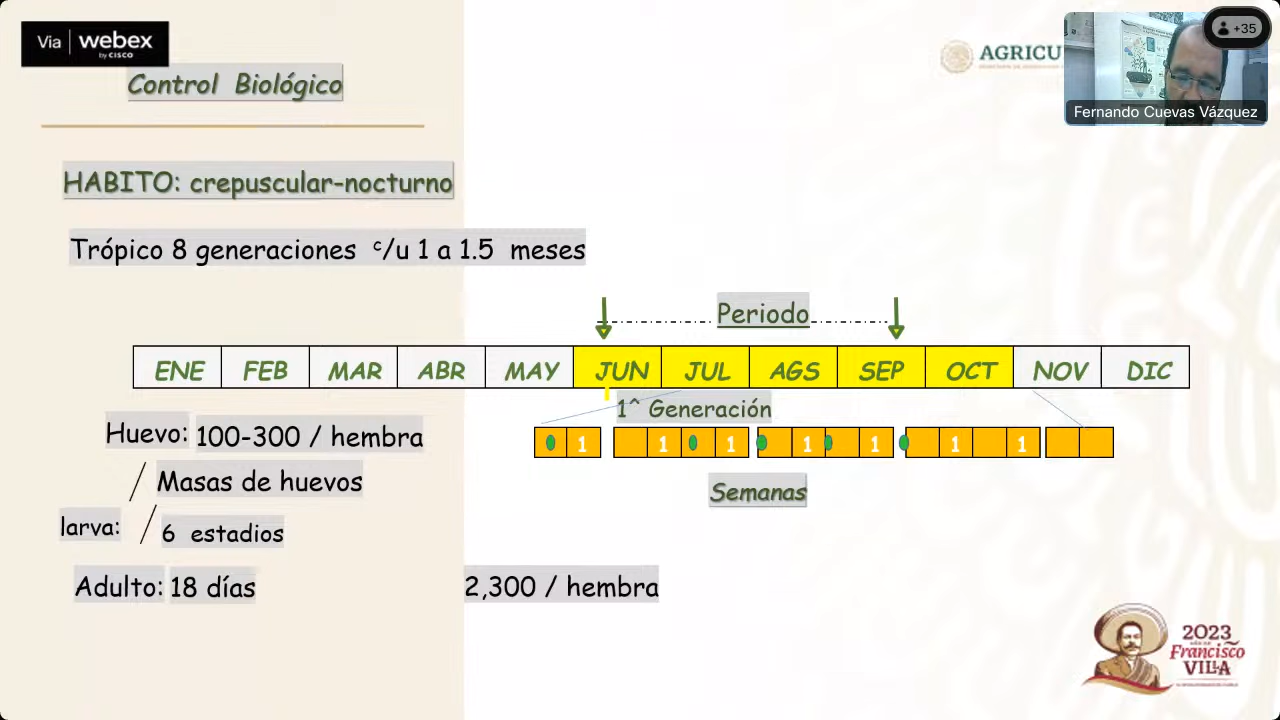 Via webex
by CISCO
+35
AGRICU
Fernando Cuevas Vázquez
Control Biológico
HABITO: crepuscular-nocturno
Trópico 8 generaciones c/u 1 a 1.5 meses
Periodo
ENE FEB MAR ABR MAY JUN JUL AGS SEP OCT NOV DIC
1^ Generación
Huevo: 100-300 / hembra
1 1 1 1 1 1 1
Masas de huevos
Semanas
larva: 6 estadios
Adulto: 18 días 2,300 / hembra
2023
Francisco
VILLA